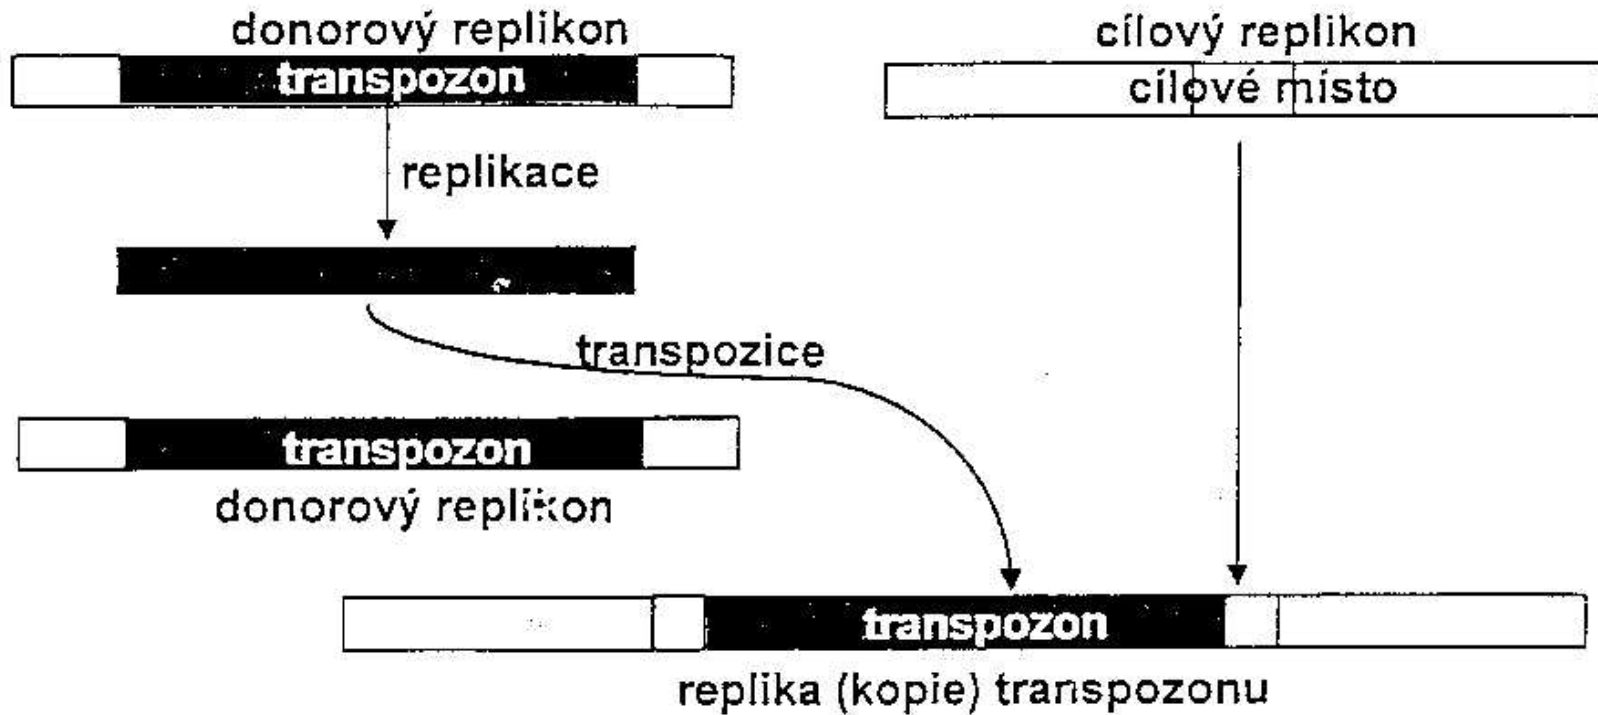 donorový replikon
transpozon
cílový replikon
cílové místo
replikace
transpozice
transpozon
donorový replikon
transpozon
replika (kopie) transpozonu